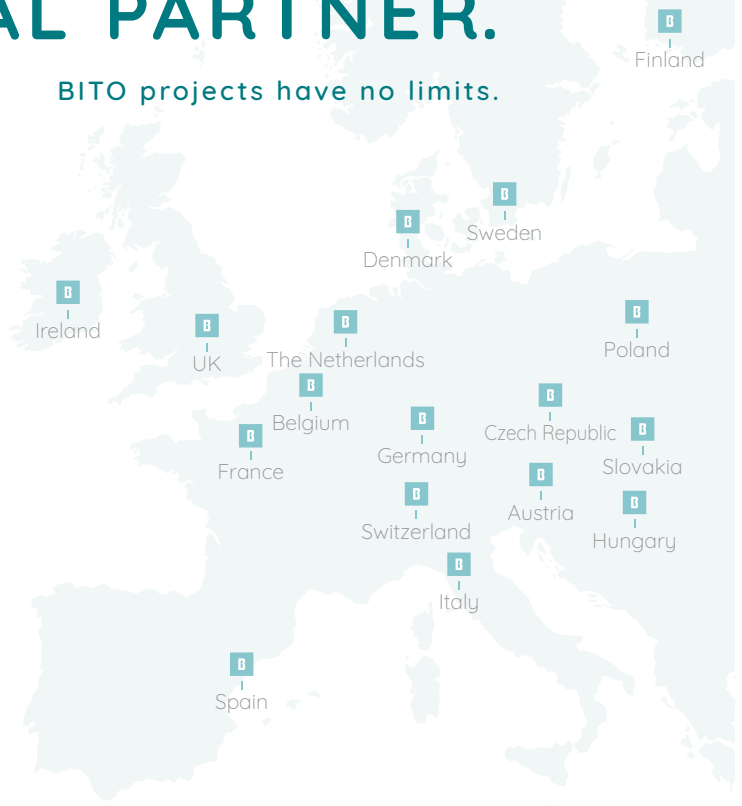 AL PARTNER.
BITO projects have no limits.
Finland
Sweden
Denmark
Ireland
UK
The Netherlands
Poland
Belgium
Czech Republic
Germany
France
Slovakia
Austria
Switzerland
Hungary
Italy
Spain